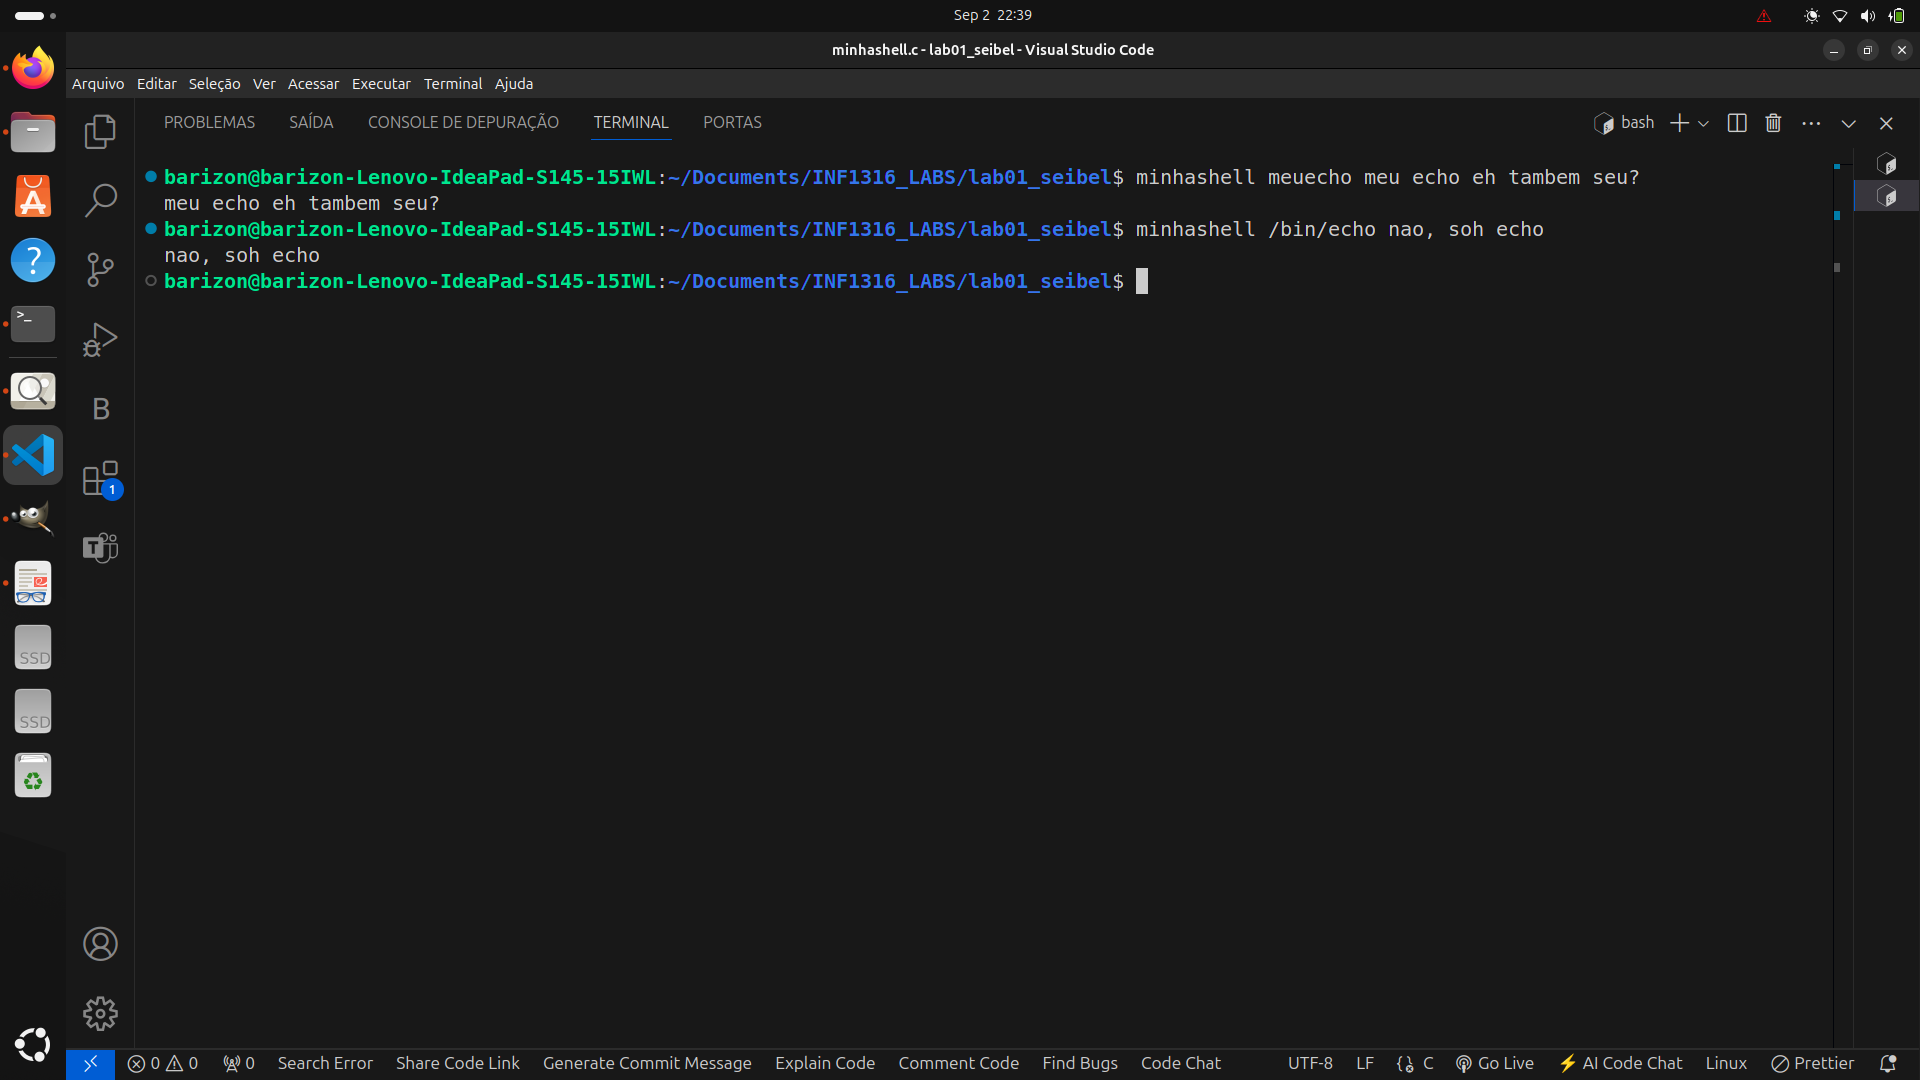 Sep 2 22:39
minhashell.c - lab01_seibel - Visual Studio Code
Arquivo Editar Seleção Ver Acessar Executar Terminal Ajuda
PROBLEMAS SAÍDA CONSOLE DE DEPURAÇÃO TERMINAL PORTAS bash
barizon@barizon-Lenovo-IdeaPad-S145-15IWL:~/Documents/INF1316_LABS/lab01_seibel$ minhashell meuecho meu echo eh tambem seu?
meu echo eh tambem seu?
barizon@barizon-Lenovo-IdeaPad-S145-15IWL:~/Documents/INF1316_LABS/lab01_seibel$ minhashell /bin/echo nao, soh echo
nao, soh echo
barizon@barizon-Lenovo-IdeaPad-S145-15IWL:~/Documents/INF1316_LABS/lab01_seibel$
B
1
SSD
SSD
0 0 0 Search Error Share Code Link Generate Commit Message Explain Code Comment Code Find Bugs Code Chat UTF-8 LF C Go Live AI Code Chat Linux Prettier